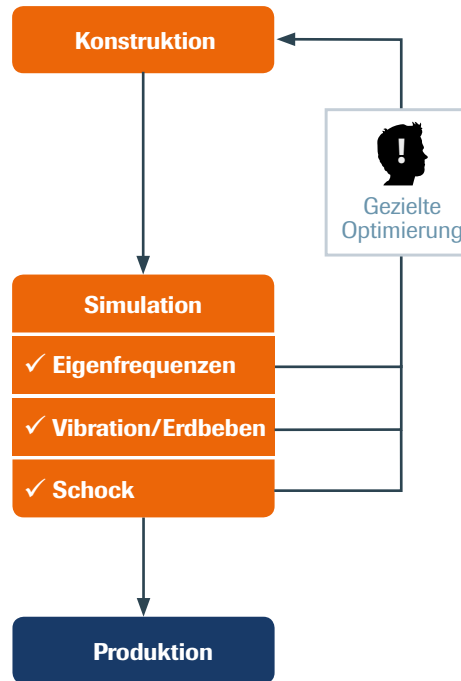 Konstruktion
!
Gezielte
Optimierung
Simulation
✓ Eigenfrequenzen
✓ Vibration/Erdbeben
✓ Schock
Produktion